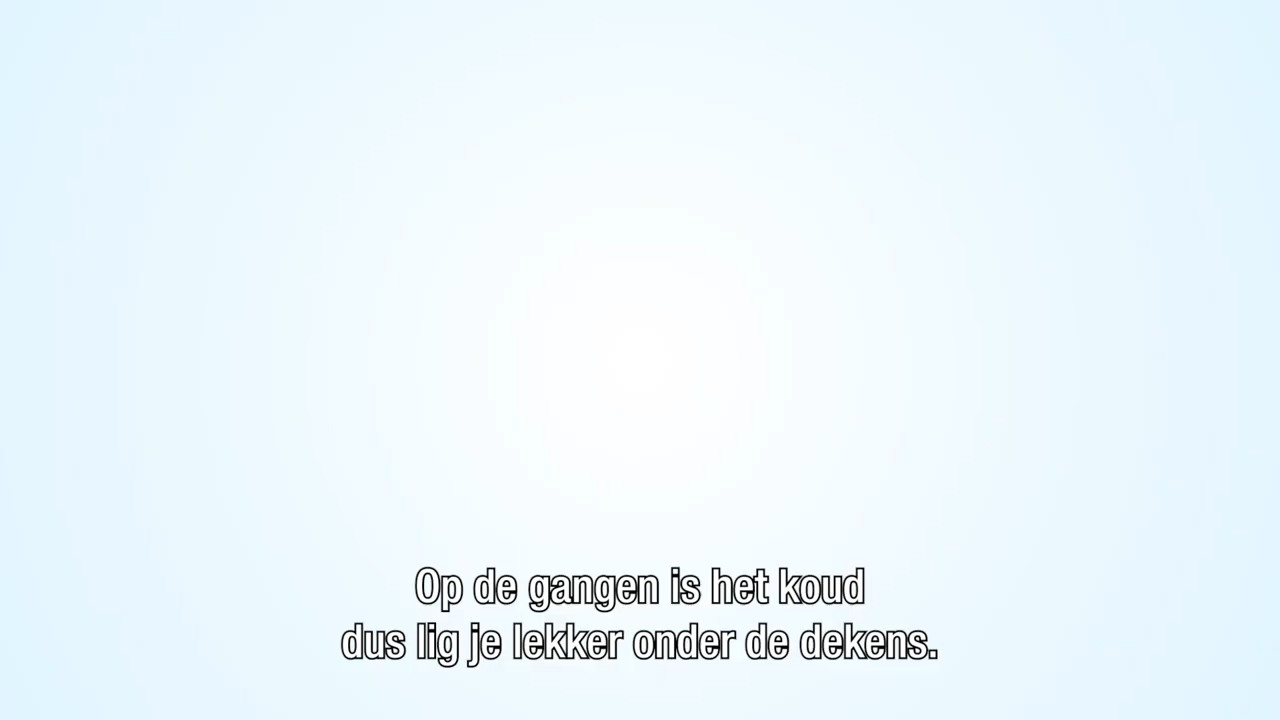 Op de gangen is het koud
dus lig je lekker onder de dekens.